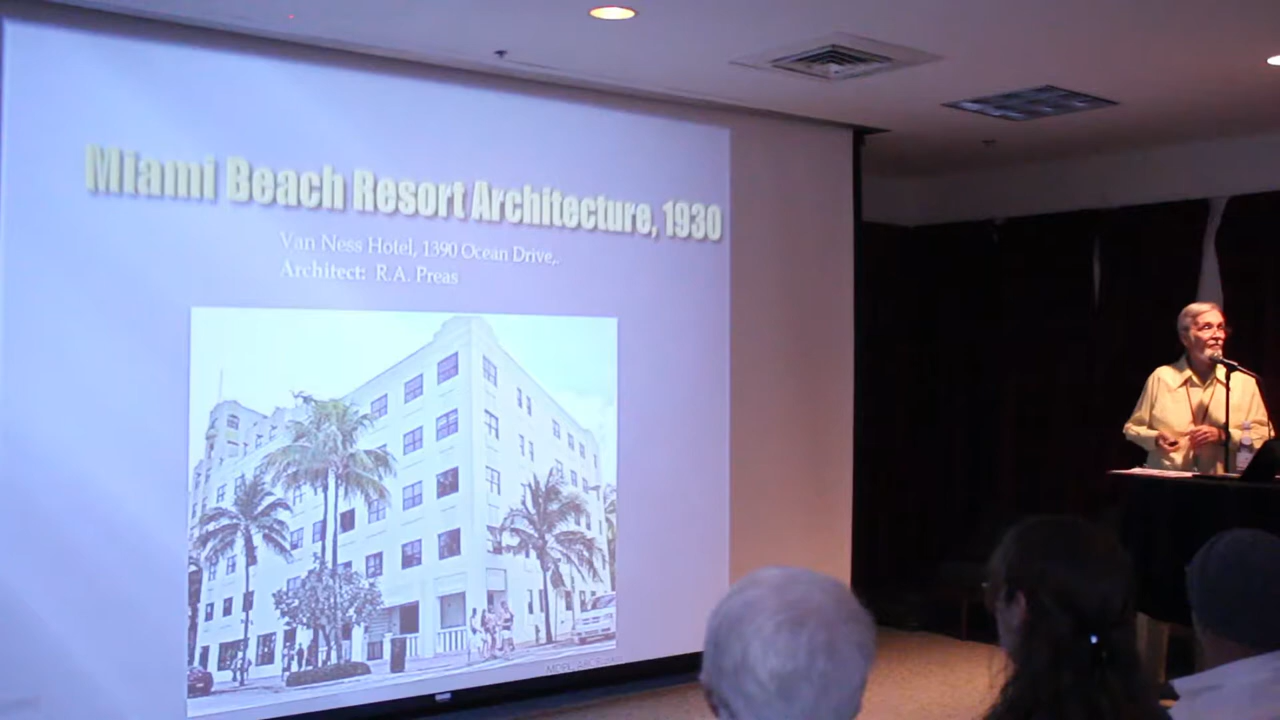 Miami Beach Resort Architecture, 1930
Van Ness Hotel, 1390 Ocean Drive,.
Architect: R.A. Preas